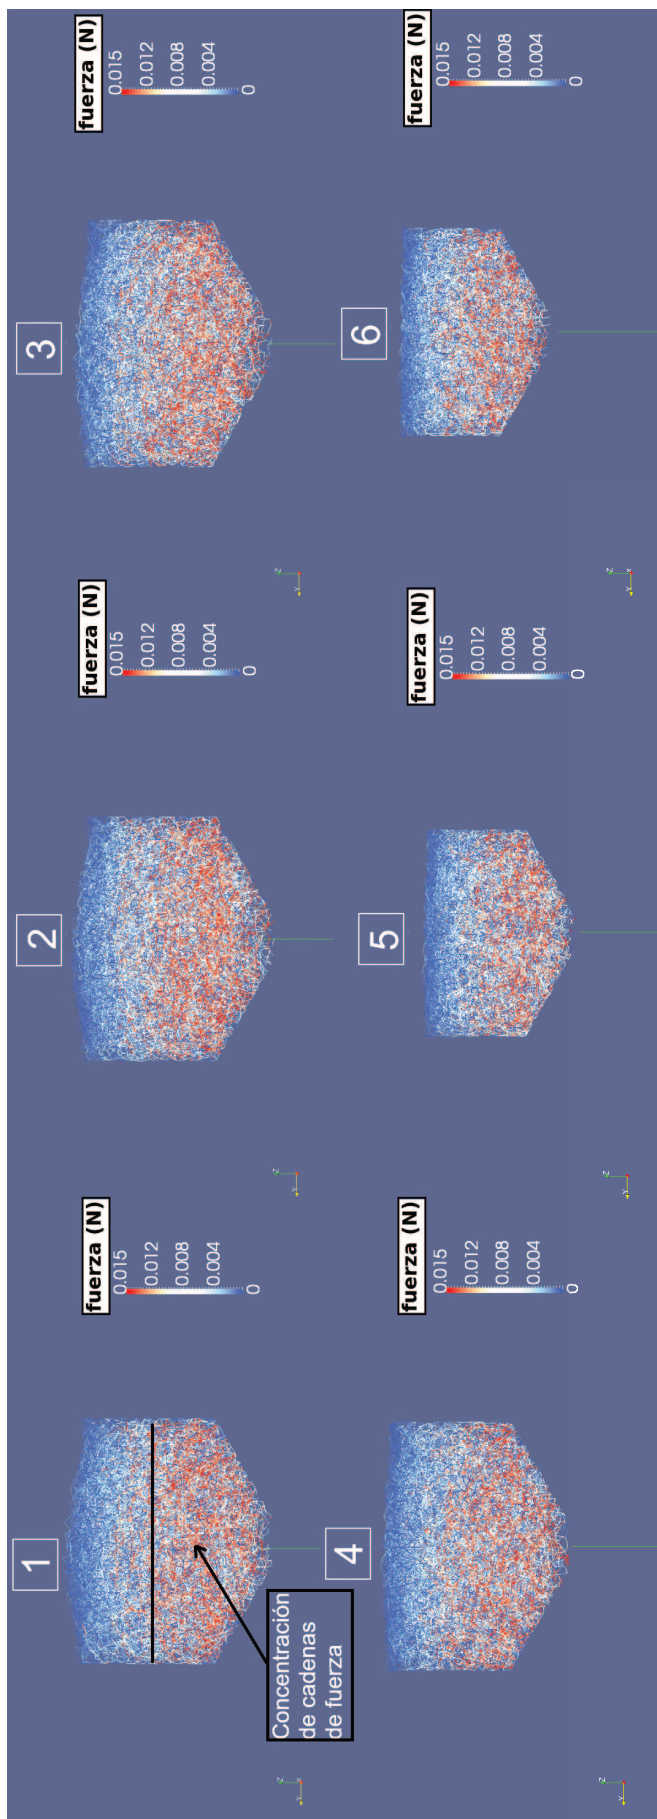 1
fuerza (N)
0.015
0.012
0.008
0.004
0
Concentración
de cadenas
de fuerza
Z
Y
2
fuerza (N)
0.015
0.012
0.008
0.004
0
Z
Y
3
fuerza (N)
0.015
0.012
0.008
0.004
0
Z
Y
4
fuerza (N)
0.015
0.012
0.008
0.004
0
Z
Y
5
fuerza (N)
0.015
0.012
0.008
0.004
0
Z
Y
6
fuerza (N)
0.015
0.012
0.008
0.004
0
Z
Y